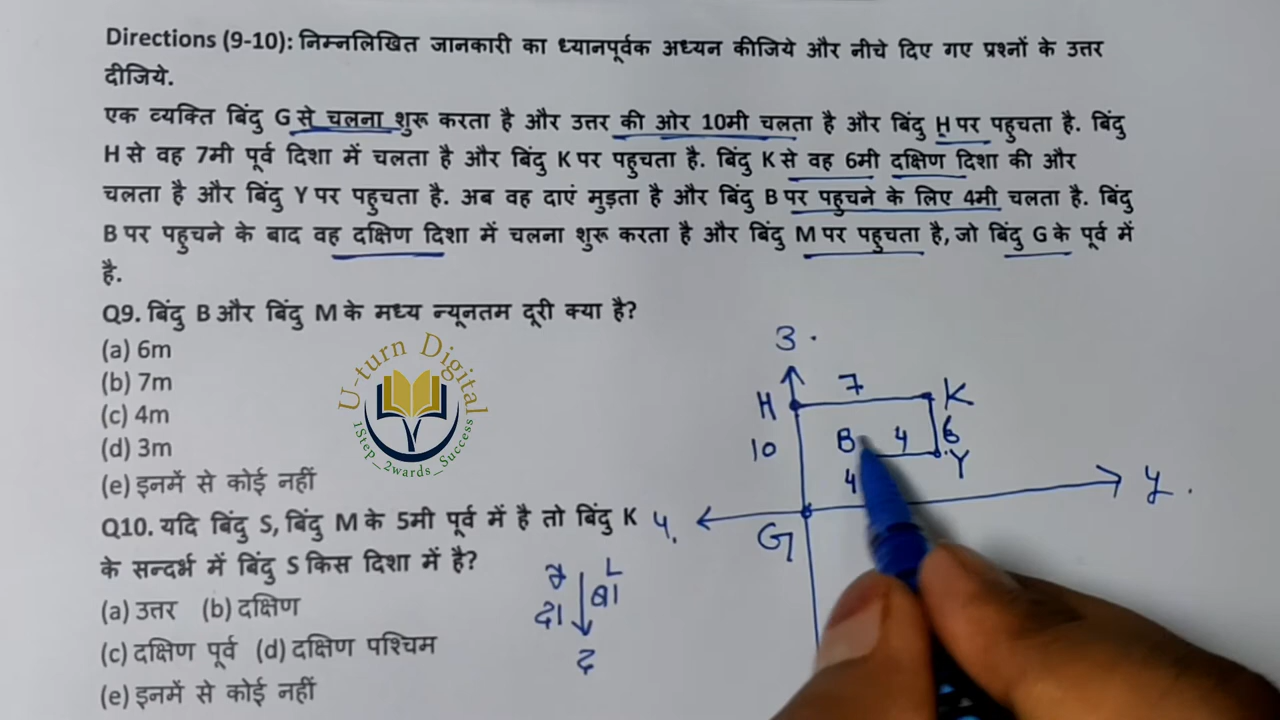 Directions (9-10): निम्नलिखित जानकारी का ध्यानपूर्वक अध्यन कीजिये और नीचे दिए गए प्रश्नों के उत्तर
दीजिये.
एक व्यक्ति बिंदु G से चलना शुरू करता है और उत्तर की ओर 10मी चलता है और बिंदु H पर पहुचता है. बिंदु
H से वह 7मी पूर्व दिशा में चलता है और बिंदु K पर पहुचता है. बिंदु K से वह 6मी दक्षिण दिशा की और
चलता है और बिंदु Y पर पहुचता है. अब वह दाएं मुड़ता है और बिंदु B पर पहुचने के लिए 4मी चलता है. बिंदु
B पर पहुचने के बाद वह दक्षिण दिशा में चलना शुरू करता है और बिंदु M पर पहुचता है, जो बिंदु G के पूर्व में
है.
Q9. बिंदु B और बिंदु M के मध्य न्यूनतम दूरी क्या है?
(a) 6m
(b) 7m
(c) 4m
(d) 3m
(e) इनमें से कोई नहीं
Q10. यदि बिंदु S, बिंदु M के 5मी पूर्व में है तो बिंदु K
के सन्दर्भ में बिंदु S किस दिशा में है?
(a) उत्तर (b) दक्षिण
(c) दक्षिण पूर्व (d) दक्षिण पश्चिम
(e) इनमें से कोई नहीं
U-turn Digital
1Step_2wards_Success
उ.
H 7 K
10 B 4 6
Y
4
G
पू.
प.
L
दा बा
द